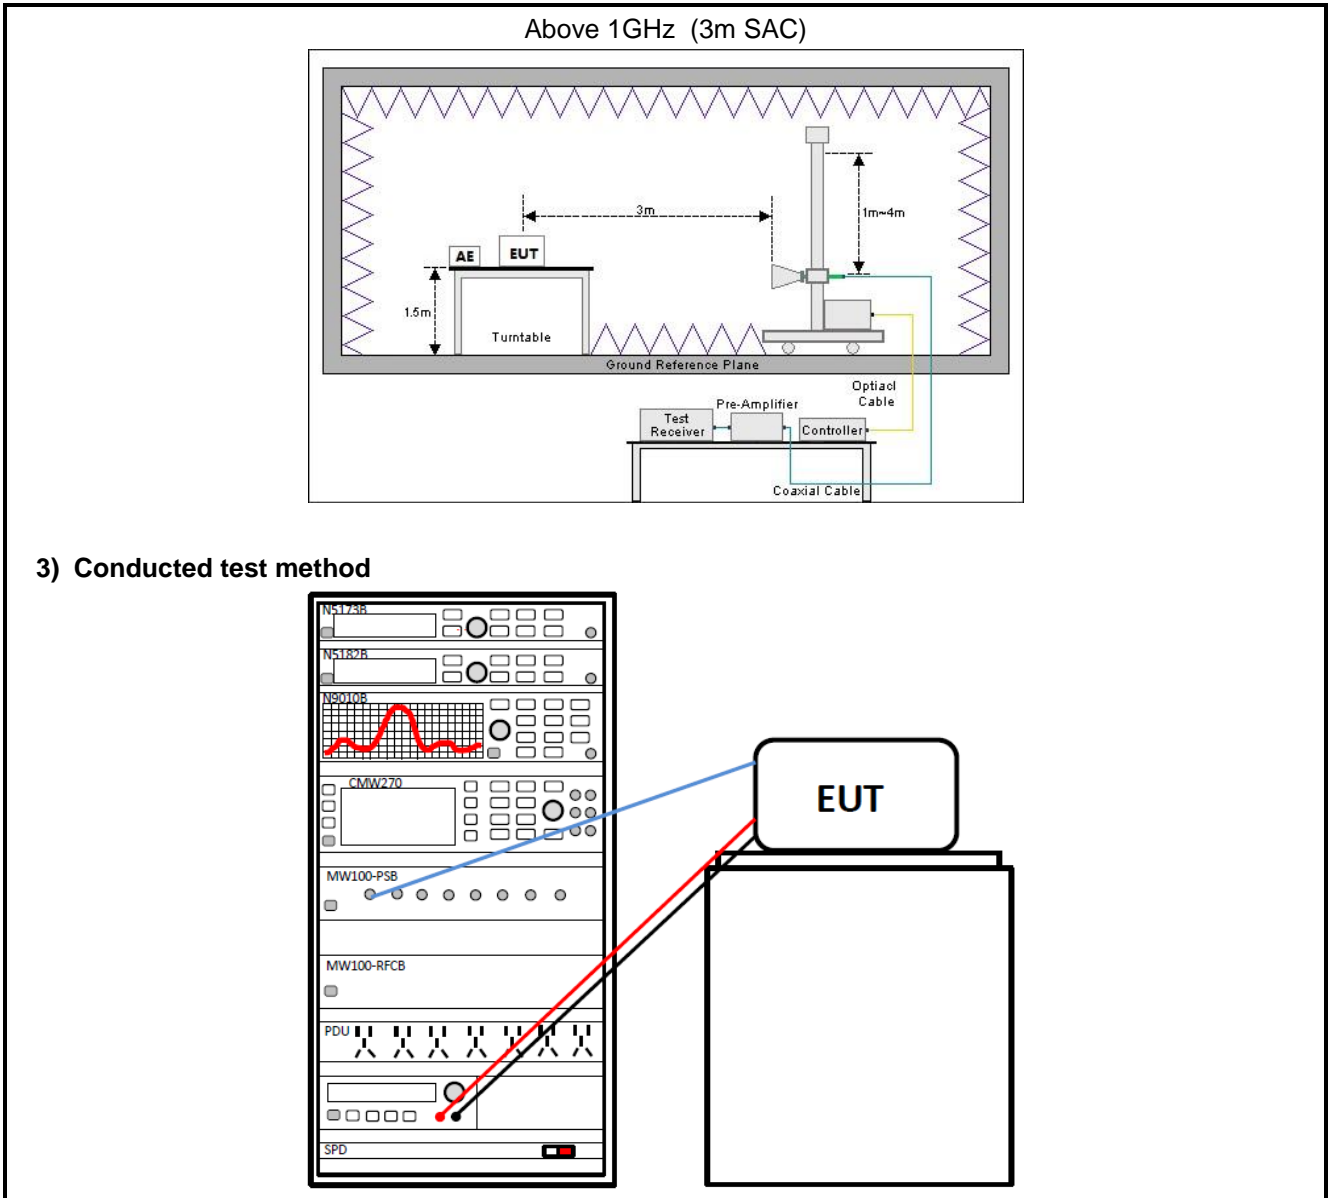 Above 1GHz (3m SAC)
3m
1m~4m
AE
EUT
1.5m
Turntable
Ground Reference Plane
Optiacl
Cable
Pre-Amplifier
Test
Receiver
Controller
Coaxial Cable
3) Conducted test method
N5173B
N5182B
N9010B
CMW270
EUT
MW100-PSB
MW100-RFCB
PDU
SPD